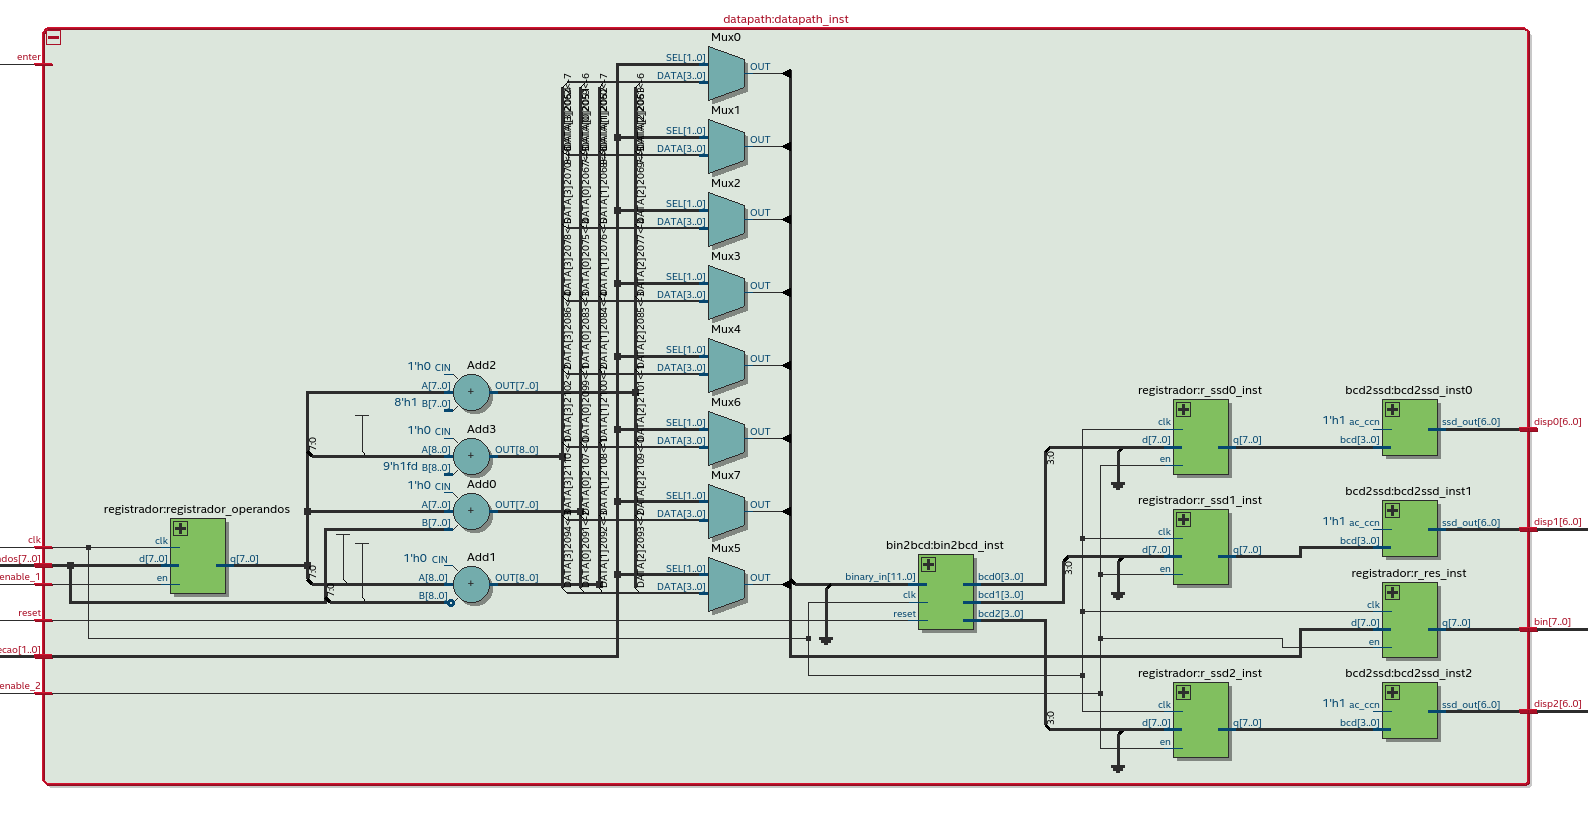 datapath:datapath_inst
enter
Mux0
SEL[1..0]
DATA[3..0]
OUT
Mux1
SEL[1..0]
DATA[3..0]
OUT
Mux2
SEL[1..0]
DATA[3..0]
OUT
Mux3
SEL[1..0]
DATA[3..0]
OUT
Mux4
SEL[1..0]
DATA[3..0]
OUT
Mux6
SEL[1..0]
DATA[3..0]
OUT
Mux7
SEL[1..0]
DATA[3..0]
OUT
Mux5
SEL[1..0]
DATA[3..0]
OUT
Add2
1'h0 CIN
A[7..0]
8'h1 B[7..0]
+
OUT[7..0]
Add3
1'h0 CIN
7:0
A[8..0]
9'h1fd B[8..0]
+
OUT[8..0]
Add0
1'h0 CIN
A[7..0]
B[7..0]
+
OUT[7..0]
Add1
1'h0 CIN
7:0
A[8..0]
7:0
B[8..0]
+
OUT[8..0]
registrador:registrador_operandos
clk
d[7..0]
en
q[7..0]
clk
ados[7..0]
enable_1
reset
ecao[1..0]
enable_2
bin2bcd:bin2bcd_inst
binary_in[11..0]
clk
reset
bcd0[3..0]
bcd1[3..0]
bcd2[3..0]
3:0
3:0
3:0
registrador:r_ssd0_inst
clk
d[7..0]
en
q[7..0]
bcd2ssd:bcd2ssd_inst0
1'h1 ac_ccn
bcd[3..0]
ssd_out[6..0]
disp0[6..0]
registrador:r_ssd1_inst
clk
d[7..0]
en
q[7..0]
bcd2ssd:bcd2ssd_inst1
1'h1 ac_ccn
bcd[3..0]
ssd_out[6..0]
disp1[6..0]
registrador:r_res_inst
clk
d[7..0]
en
q[7..0]
bin[7..0]
registrador:r_ssd2_inst
clk
d[7..0]
en
q[7..0]
bcd2ssd:bcd2ssd_inst2
1'h1 ac_ccn
bcd[3..0]
ssd_out[6..0]
disp2[6..0]